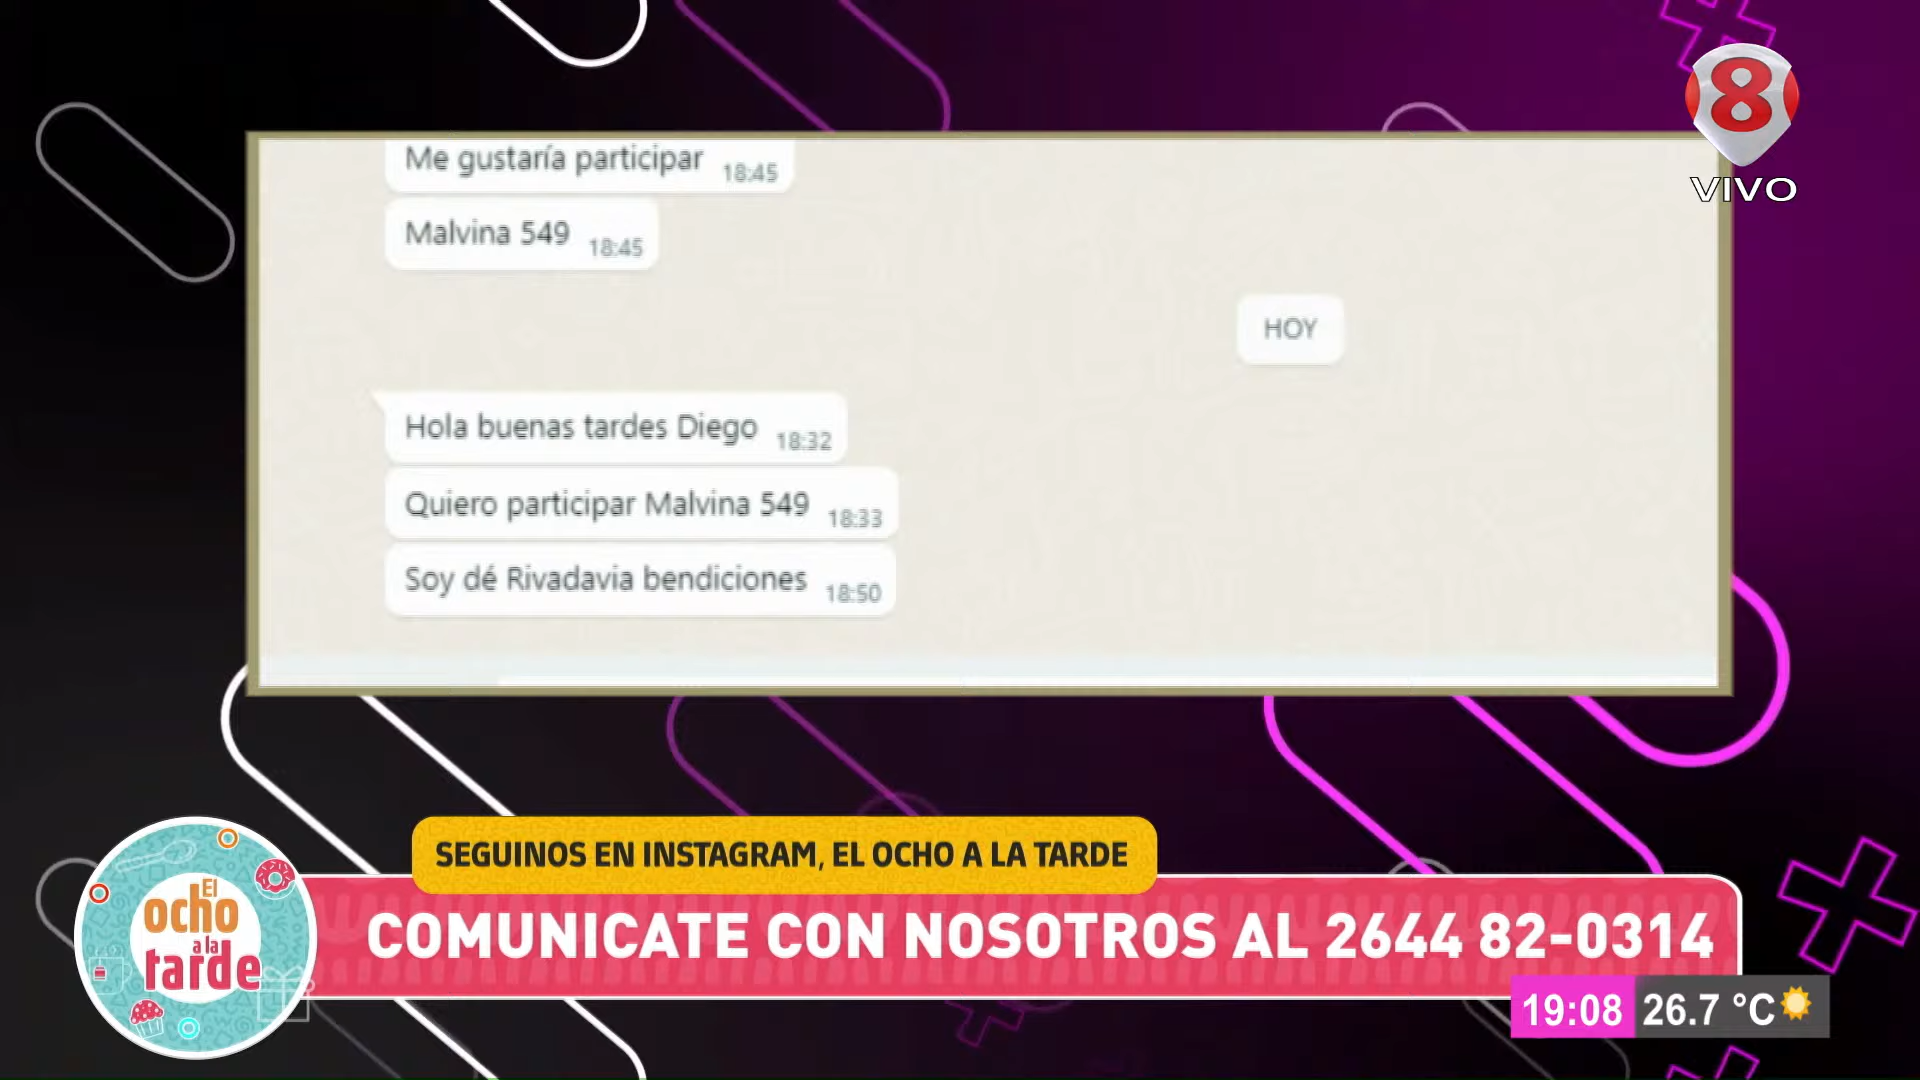 8
VIVO
Me gustaría participar 18:45
Malvina 549 18:45
HOY
Hola buenas tardes Diego 18:32
Quiero participar Malvina 549 18:33
Soy dé Rivadavia bendiciones 18:50
SEGUINOS EN INSTAGRAM, EL OCHO A LA TARDE
El
ocho
a la
tarde
COMUNICATE CON NOSOTROS AL 2644 82-0314
19:08 26.7 °C